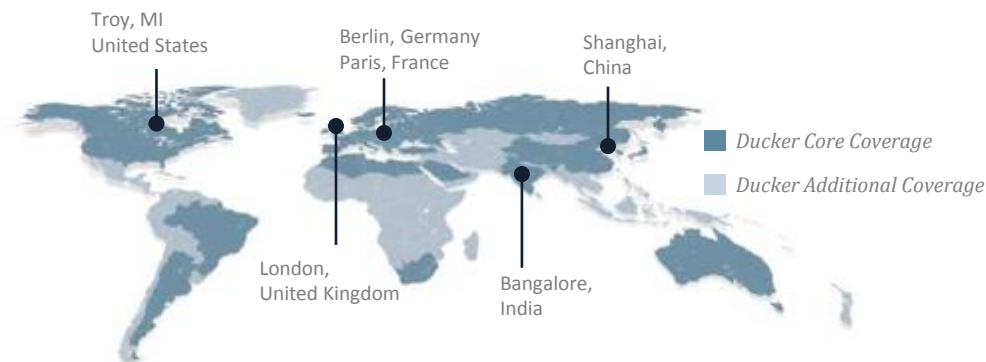 Troy, MI
United States
Berlin, Germany
Paris, France
Shanghai,
China
Ducker Core Coverage
Ducker Additional Coverage
London,
United Kingdom
Bangalore,
India